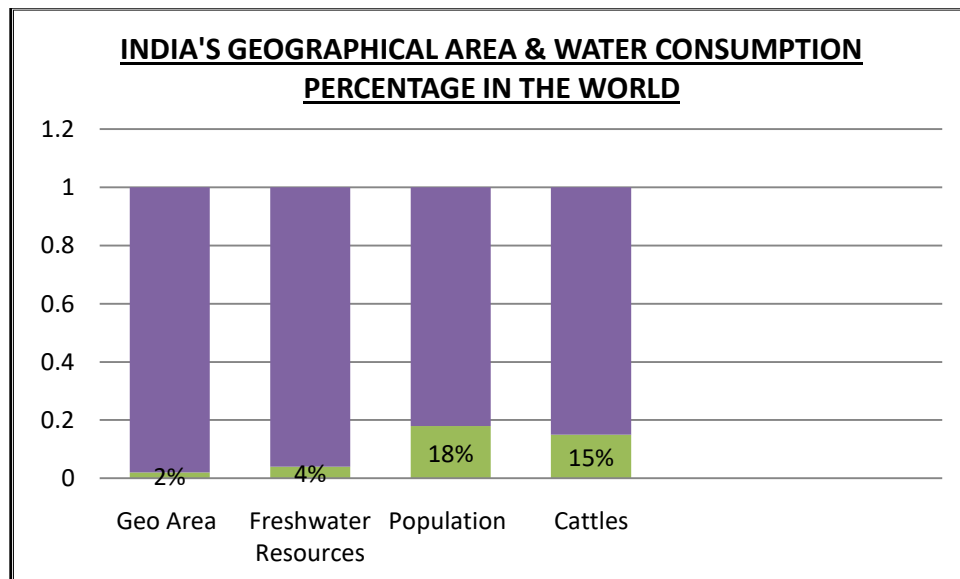 INDIA'S GEOGRAPHICAL AREA & WATER CONSUMPTION
PERCENTAGE IN THE WORLD
1.2
1
0.8
0.6
0.4
0.2
0
2%
4%
18%
15%
Geo Area
Freshwater
Resources
Population
Cattles